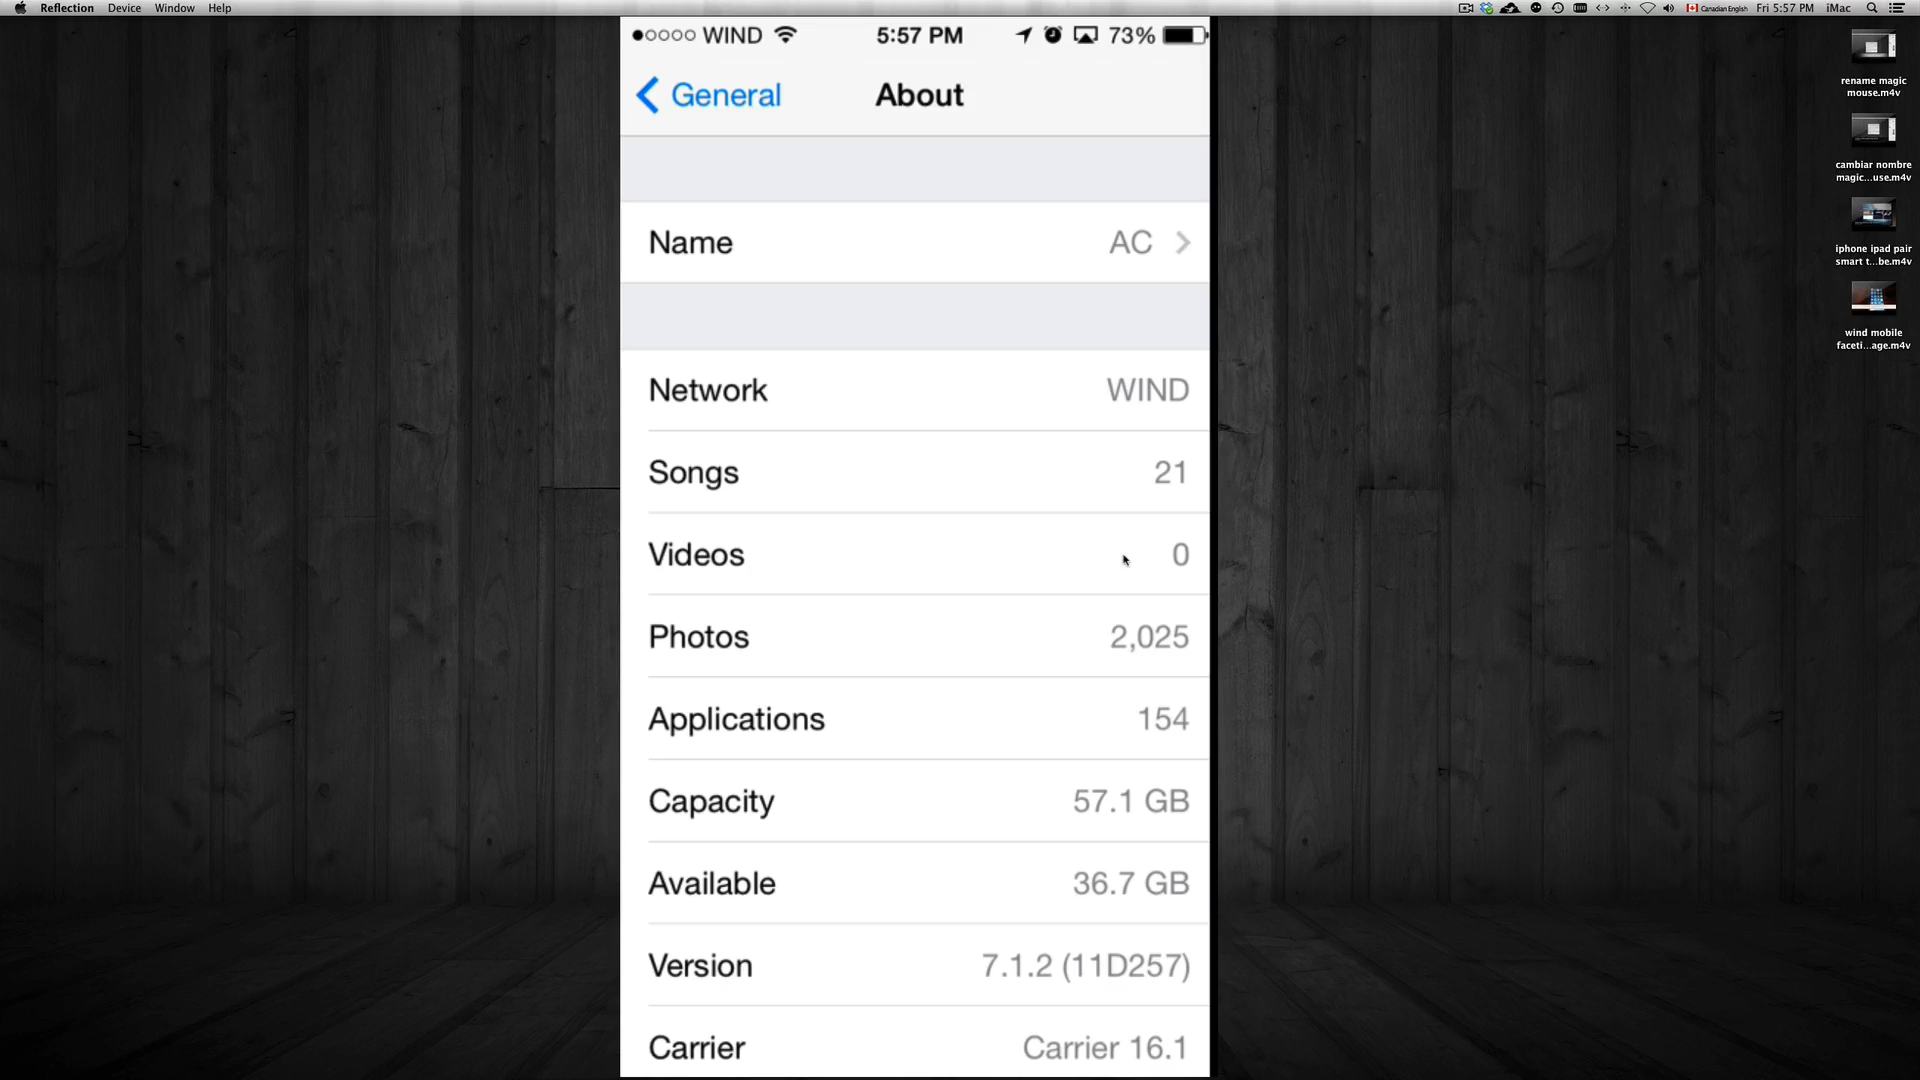 Reflection Device Window Help
Canadian English Fri 5:57 PM iMac
WIND 5:57 PM 73%
General About
Name AC
Network WIND
Songs 21
Videos 0
Photos 2,025
Applications 154
Capacity 57.1 GB
Available 36.7 GB
Version 7.1.2 (11D257)
Carrier Carrier 16.1
rename magic
mouse.m4v
cambiar nombre
magic...use.m4v
iphone ipad pair
smart t...be.m4v
wind mobile
faceti...age.m4v